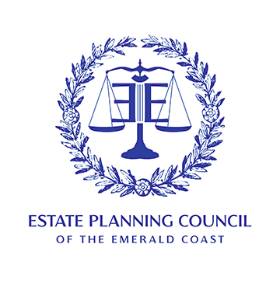 ESTATE PLANNING COUNCIL
OF THE EMERALD COAST